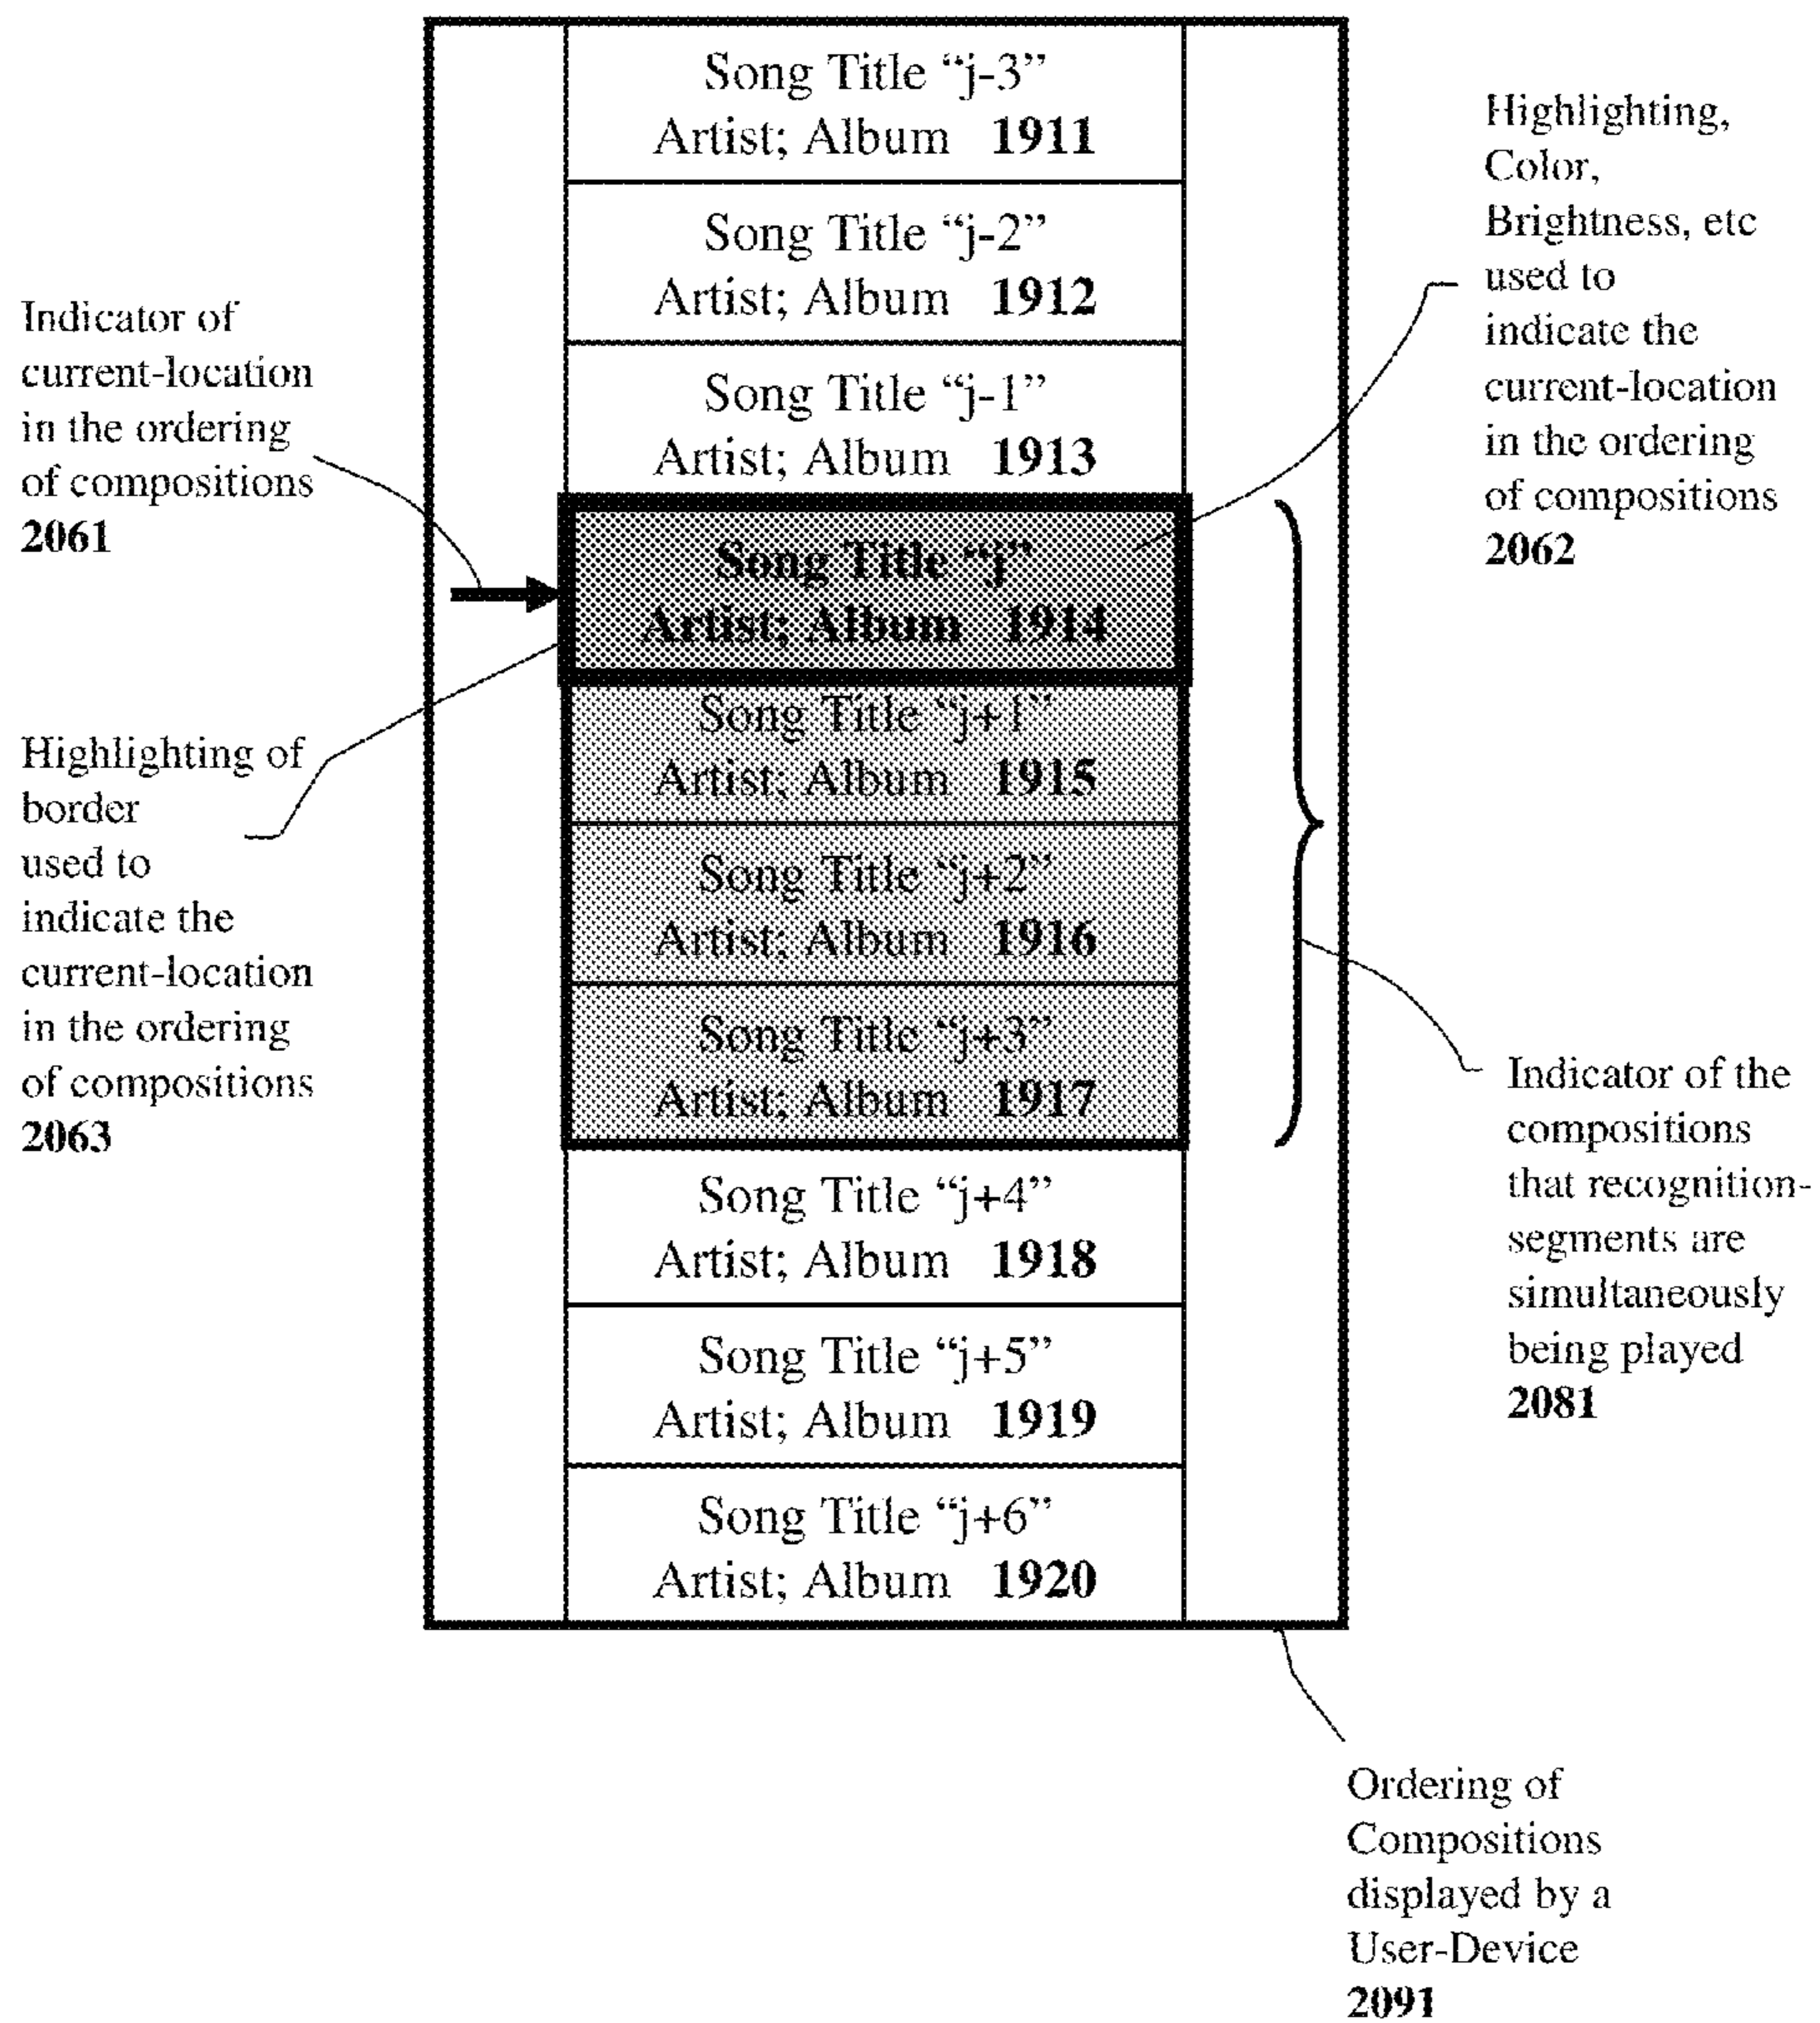 Song Title “j-3”
Artist; Album 1911
Song Title “j-2”
Artist; Album 1912
Song Title “j-1”
Artist; Album 1913
Song Title “j”
Artist; Album 1914
Song Title “j+1”
Artist; Album 1915
Song Title “j+2”
Artist; Album 1916
Song Title “j+3”
Artist; Album 1917
Song Title “j+4”
Artist; Album 1918
Song Title “j+5”
Artist; Album 1919
Song Title “j+6”
Artist; Album 1920
Indicator of
current-location
in the ordering
of compositions
2061
Highlighting of
border
used to
indicate the
current-location
in the ordering
of compositions
2063
Highlighting,
Color,
Brightness, etc
used to
indicate the
current-location
in the ordering
of compositions
2062
Indicator of the
compositions
that recognition-
segments are
simultaneously
being played
2081
Ordering of
Compositions
displayed by a
User-Device
2091